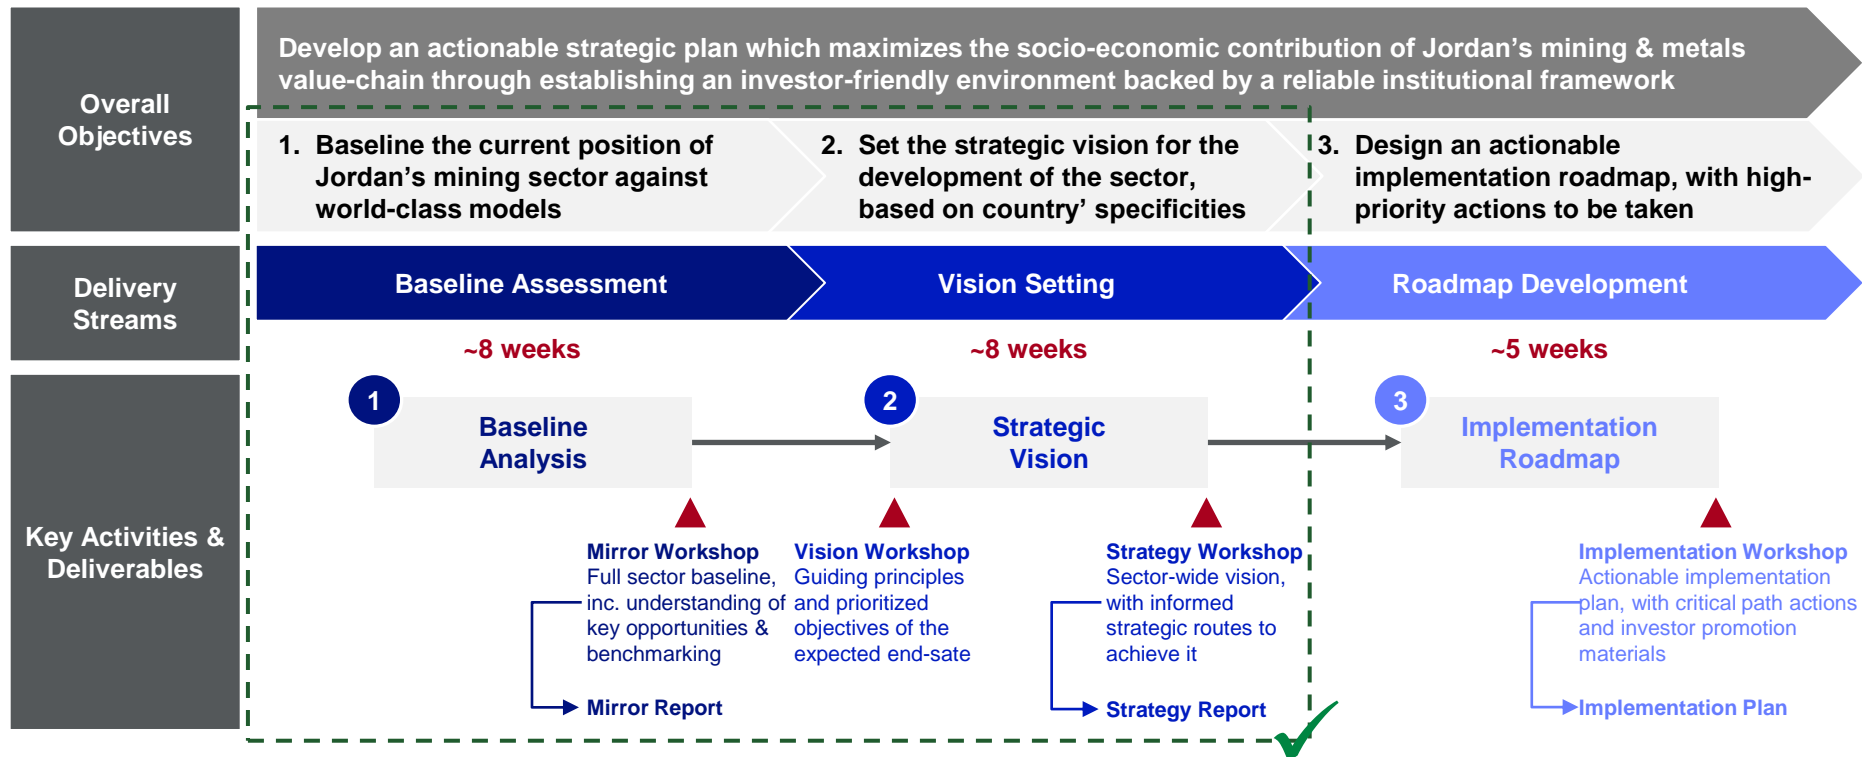 Overall
Objectives
Develop an actionable strategic plan which maximizes the socio-economic contribution of Jordan’s mining & metals
value-chain through establishing an investor-friendly environment backed by a reliable institutional framework
1. Baseline the current position of
Jordan’s mining sector against
world-class models
2. Set the strategic vision for the
development of the sector,
based on country’ specificities
3. Design an actionable
implementation roadmap, with high-
priority actions to be taken
Delivery
Streams
Baseline Assessment
Vision Setting
Roadmap Development
~8 weeks
~8 weeks
~5 weeks
Key Activities &
Deliverables
1
Baseline
Analysis
2
Strategic
Vision
3
Implementation
Roadmap
Mirror Workshop
Full sector baseline,
inc. understanding of
key opportunities &
benchmarking
Mirror Report
Vision Workshop
Guiding principles
and prioritized
objectives of the
expected end-sate
Strategy Workshop
Sector-wide vision,
with informed
strategic routes to
achieve it
Strategy Report
Implementation Workshop
Actionable implementation
plan, with critical path actions
and investor promotion
materials
Implementation Plan